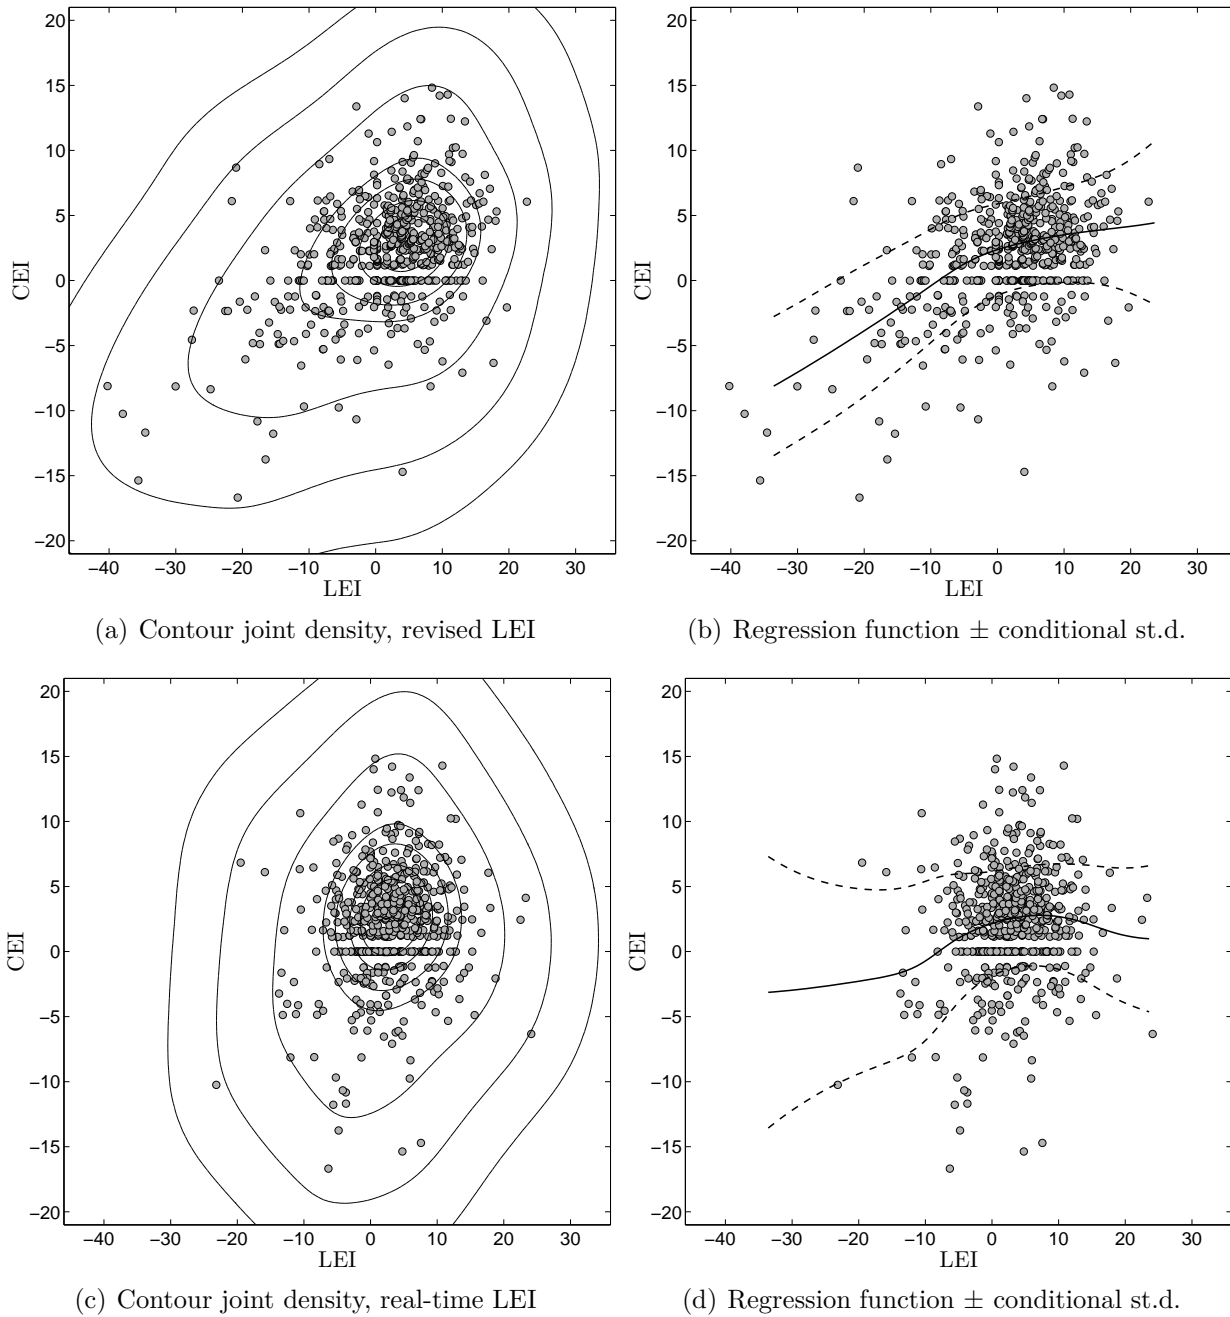 20
15
10
5
0
−5
−10
−15
−20
CEI
−40 −30 −20 −10 0 10 20 30
LEI
(a) Contour joint density, revised LEI
20
15
10
5
0
−5
−10
−15
−20
CEI
−40 −30 −20 −10 0 10 20 30
LEI
(b) Regression function ± conditional st.d.
20
15
10
5
0
−5
−10
−15
−20
CEI
−40 −30 −20 −10 0 10 20 30
LEI
(c) Contour joint density, real-time LEI
20
15
10
5
0
−5
−10
−15
−20
CEI
−40 −30 −20 −10 0 10 20 30
LEI
(d) Regression function ± conditional st.d.